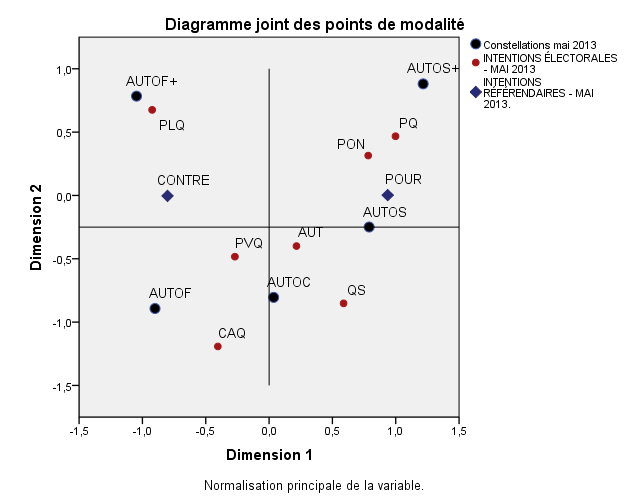 Diagramme joint des points de modalité
Constellations mai 2013
INTENTIONS ÉLECTORALES
- MAI 2013
INTENTIONS
RÉFÉRENDAIRES - MAI
2013.
1,0
0,5
0,0
-0,5
-1,0
-1,5
Dimension 2
AUTOF+
AUTOS+
PLQ
PQ
PON
CONTRE
POUR
AUTOS
PVQ
AUT
AUTOF
AUTOC
QS
CAQ
-1,5
-1,0
-0,5
0,0
0,5
1,0
1,5
Dimension 1
Normalisation principale de la variable.